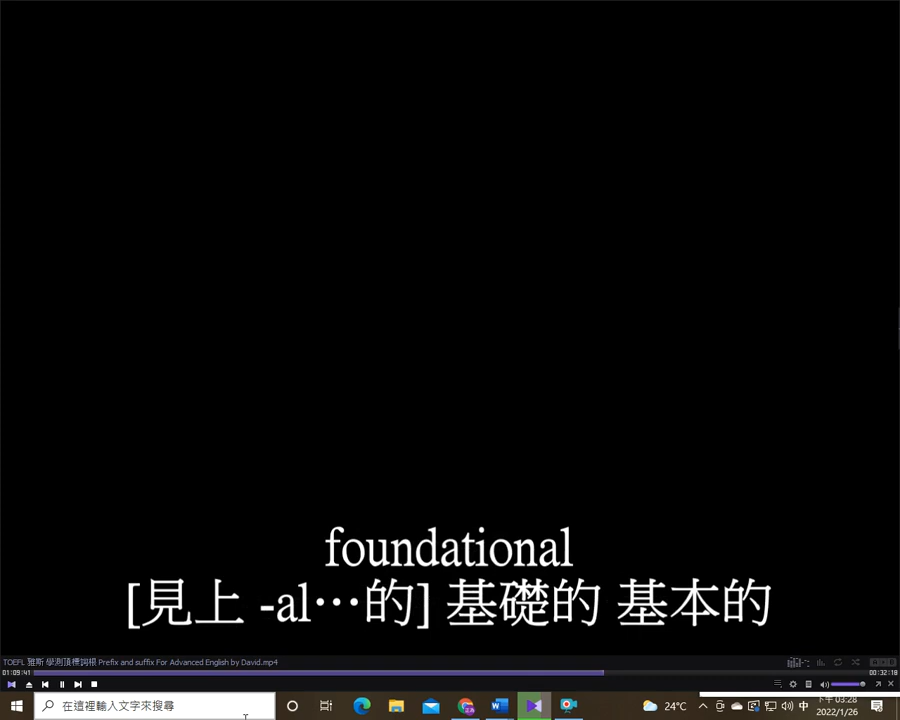 foundational
[見上 -al…的] 基礎的 基本的
TOEFL 雅斯 學測頂標詞根 Prefix and suffix For Advanced English by David.mp4
01:09:41
00:32:18
在這裡輸入文字來搜尋
24°C
中
下午 03:28
2022/1/26